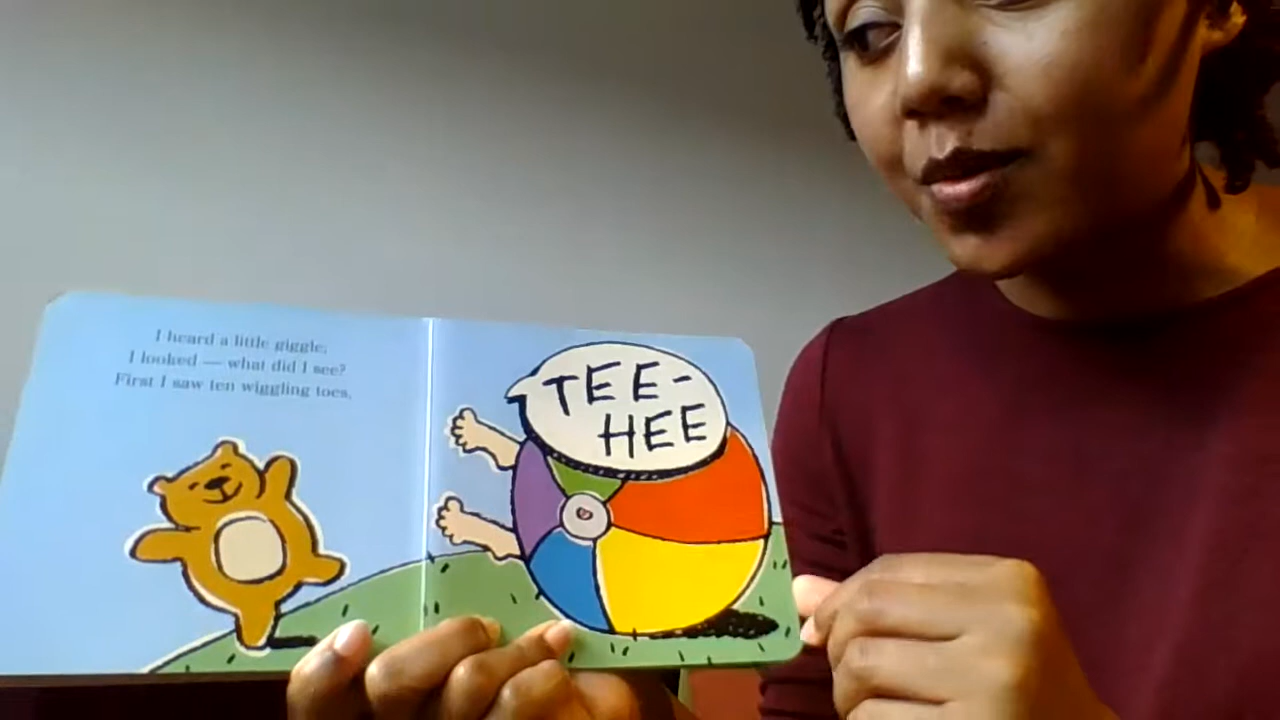 I heard a little giggle,
I looked — what did I see?
First I saw ten wiggling toes,
TEE-
HEE